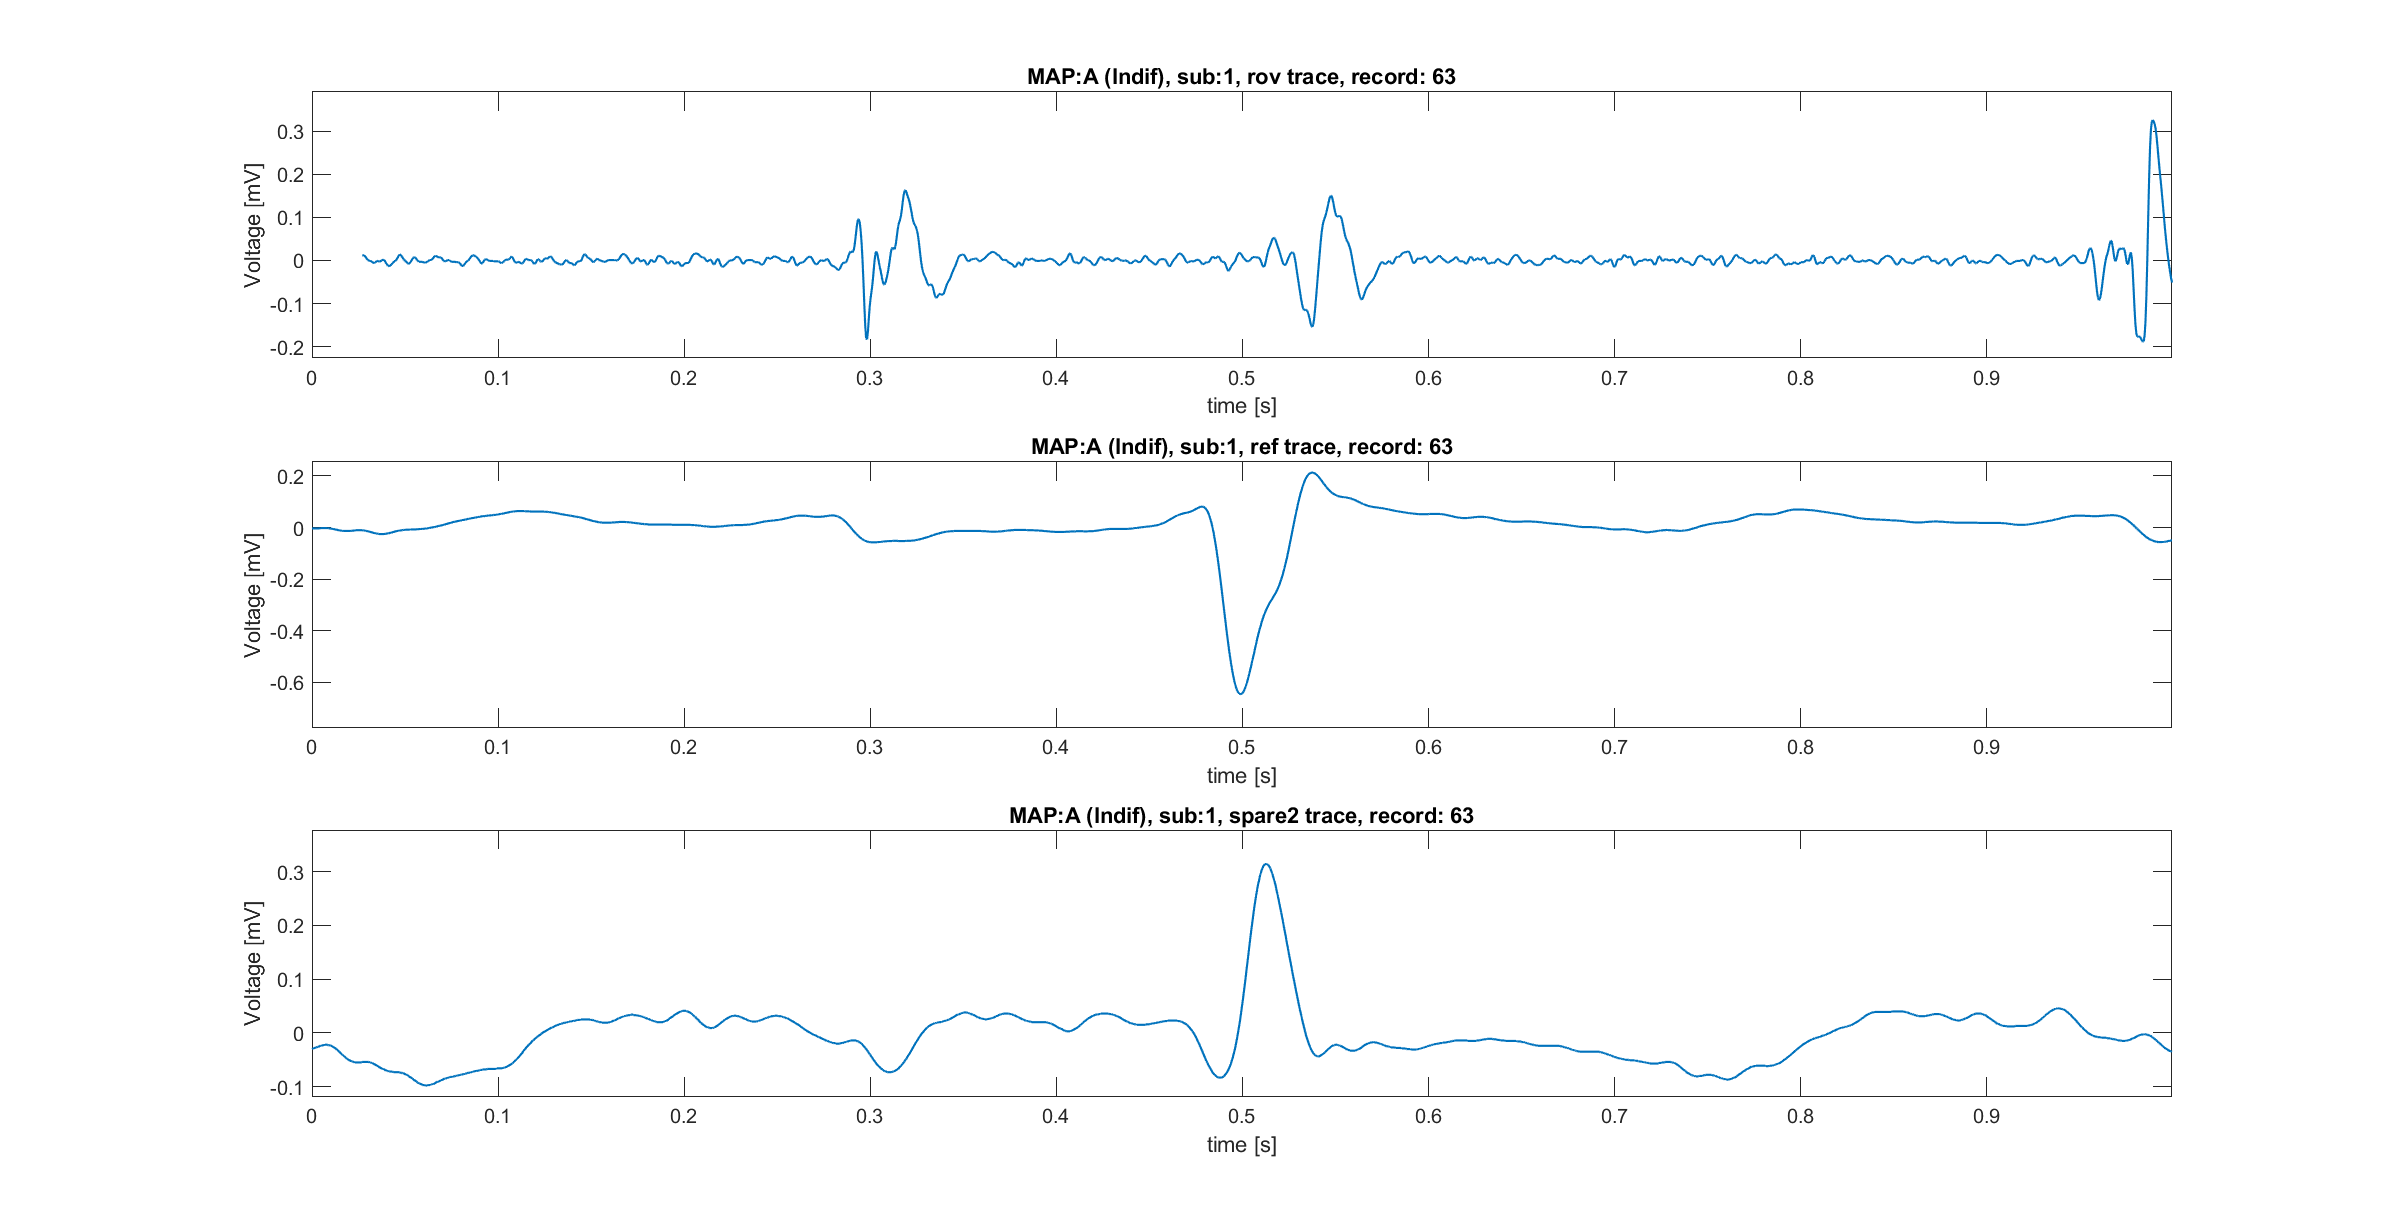 MAP:A (Indif), sub:1, rov trace, record: 63
Voltage [mV]
0.3
0.2
0.1
0
-0.1
-0.2
0 0.1 0.2 0.3 0.4 0.5 0.6 0.7 0.8 0.9
time [s]
MAP:A (Indif), sub:1, ref trace, record: 63
Voltage [mV]
0.2
0
-0.2
-0.4
-0.6
0 0.1 0.2 0.3 0.4 0.5 0.6 0.7 0.8 0.9
time [s]
MAP:A (Indif), sub:1, spare2 trace, record: 63
Voltage [mV]
0.3
0.2
0.1
0
-0.1
0 0.1 0.2 0.3 0.4 0.5 0.6 0.7 0.8 0.9
time [s]